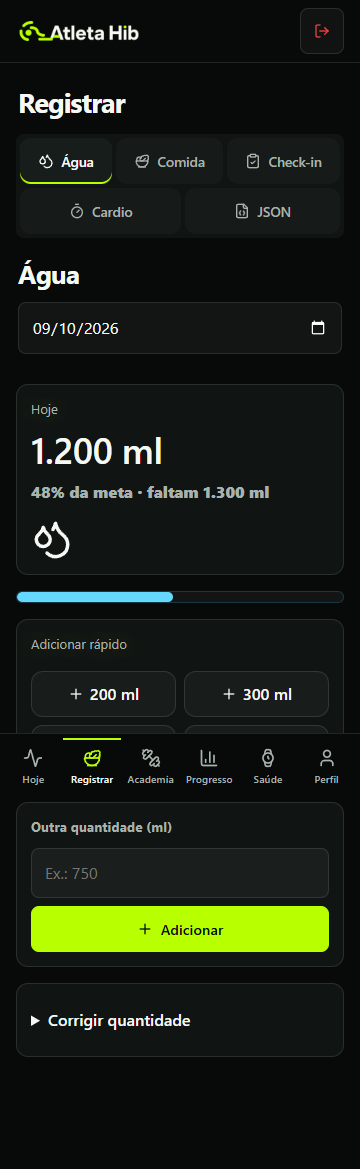 Atleta Hib
Registrar
Água
Comida
Check-in
Cardio
JSON
Água
09/10/2026
Hoje
1.200 ml
48% da meta · faltam 1.300 ml
Adicionar rápido
+ 200 ml
+ 300 ml
Hoje
Registrar
Academia
Progresso
Saúde
Perfil
Outra quantidade (ml)
Ex.: 750
+ Adicionar
Corrigir quantidade